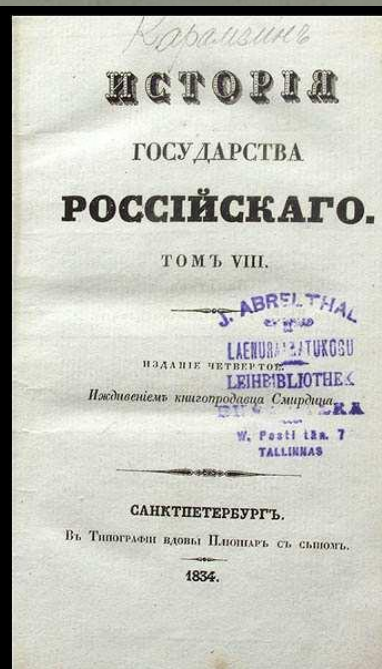 Карамзинъ
ИСТОРІЯ
ГОСУДАРСТВА
РОССІЙСКАГО.
ТОМЪ VIII.
J. ABRELTHAL
ИЗДАНІЕ ЧЕТВЕРТОЕ.
LEIHBIBLIOTHEK
Иждивеніемъ книгопродавца Смирдина.
W. Posti tän. 7
TALLINNAS
САНКТПЕТЕРБУРГЪ.
Въ Типографіи вдовы Плюшаръ съ сыномъ.
1834.